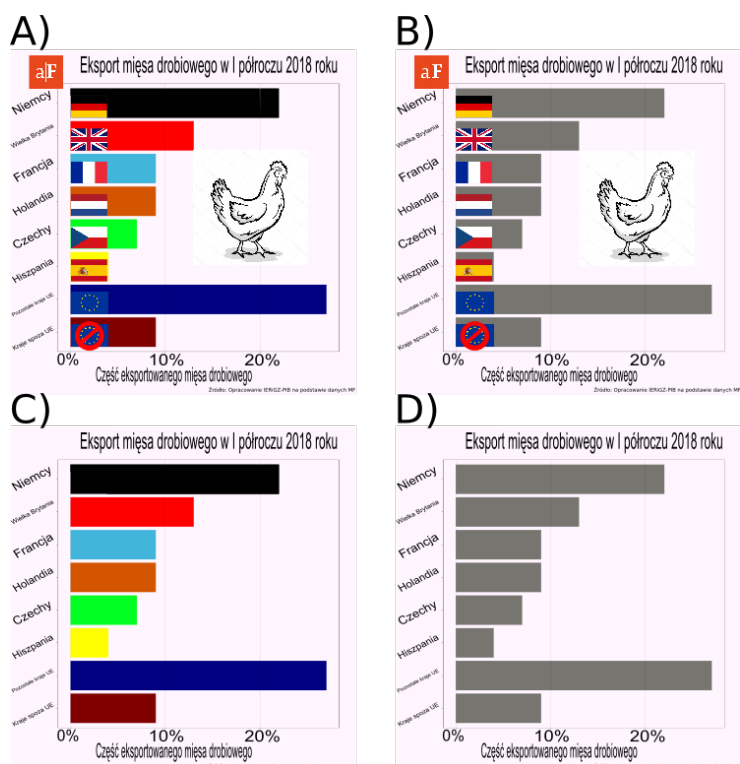 A)
Eksport mięsa drobiowego w I półroczu 2018 roku
a|F
Niemcy
Wielka Brytania
Francja
Holandia
Czechy
Hiszpania
Pozostałe kraje UE
Kraje spoza UE
0% 10% 20%
Część eksportowanego mięsa drobiowego
Źródło: Opracowanie IERiGŻ-PIB na podstawie danych MF
B)
Eksport mięsa drobiowego w I półroczu 2018 roku
a|F
Niemcy
Wielka Brytania
Francja
Holandia
Czechy
Hiszpania
Pozostałe kraje UE
Kraje spoza UE
0% 10% 20%
Część eksportowanego mięsa drobiowego
Źródło: Opracowanie IERiGŻ-PIB na podstawie danych MF
C)
Eksport mięsa drobiowego w I półroczu 2018 roku
Niemcy
Wielka Brytania
Francja
Holandia
Czechy
Hiszpania
Pozostałe kraje UE
Kraje spoza UE
0% 10% 20%
Część eksportowanego mięsa drobiowego
D)
Eksport mięsa drobiowego w I półroczu 2018 roku
Niemcy
Wielka Brytania
Francja
Holandia
Czechy
Hiszpania
Pozostałe kraje UE
Kraje spoza UE
0% 10% 20%
Część eksportowanego mięsa drobiowego